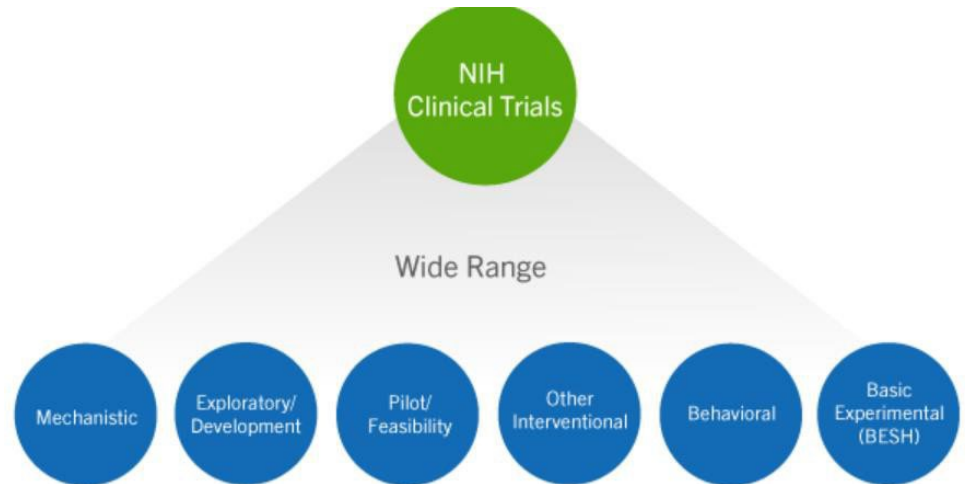 NIH
Clinical Trials
Wide Range
Mechanistic
Exploratory/
Development
Pilot/
Feasibility
Other
Interventional
Behavioral
Basic
Experimental
(BESH)